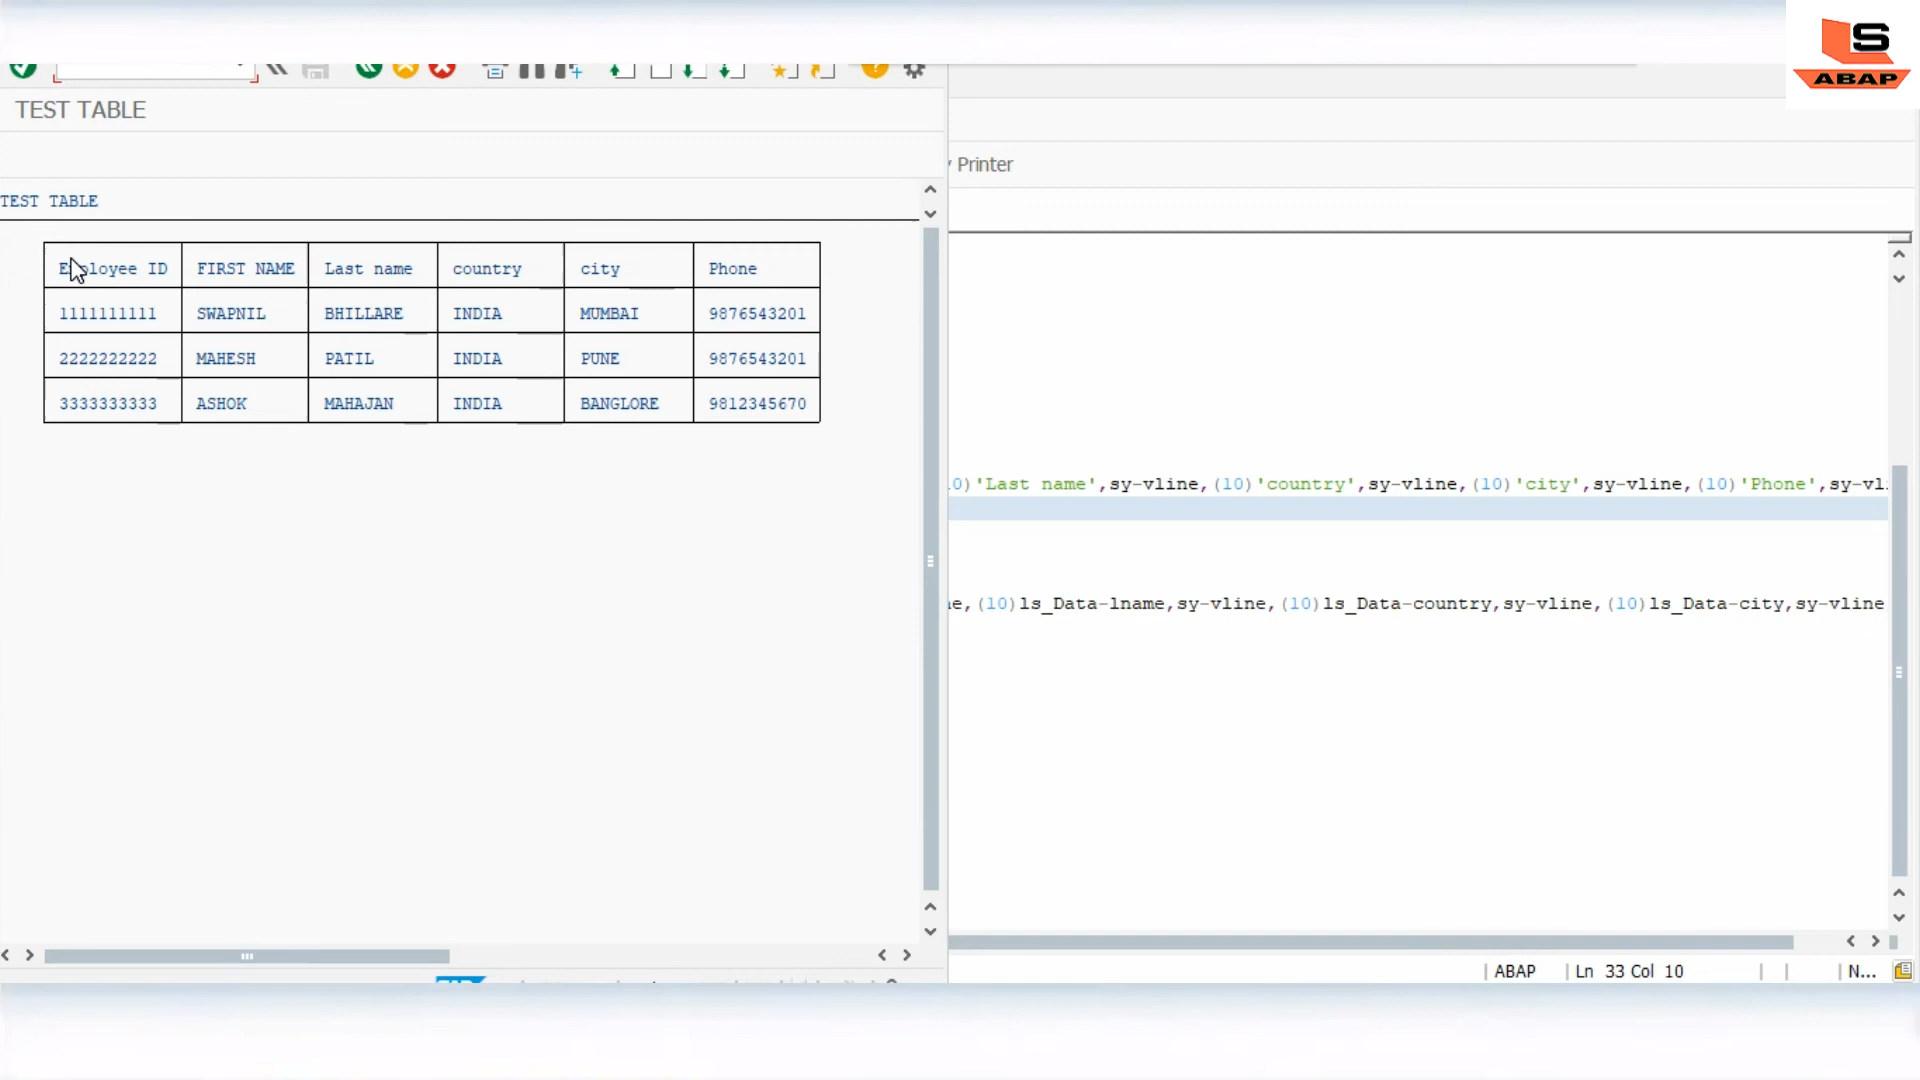 S
ABAP
TEST TABLE
Printer
TEST TABLE
Employee ID FIRST NAME Last name country city Phone
1111111111 SWAPNIL BHILLARE INDIA MUMBAI 9876543201
2222222222 MAHESH PATIL INDIA PUNE 9876543201
3333333333 ASHOK MAHAJAN INDIA BANGLORE 9812345670
0)'Last name',sy-vline,(10)'country',sy-vline,(10)'city',sy-vline,(10)'Phone',sy-vl
e,(10)ls_Data-lname,sy-vline,(10)ls_Data-country,sy-vline,(10)ls_Data-city,sy-vline
ABAP Ln 33 Col 10 N...